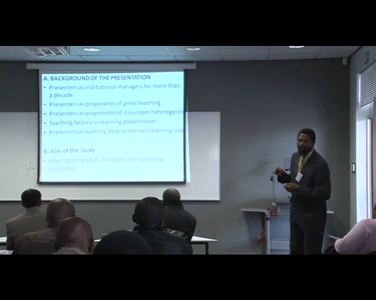 A. BACKGROUND OF THE PRESENTATION
• Presenters as institutional managers for more than
a decade
• Presenters as proponents of great teaching
• Presenters as proponents of classroom heterogeneity
• Teaching factory vs learning powerhouse
• Preferential teaching style vs learners learning style
B. Aim of the study
• Investigating what